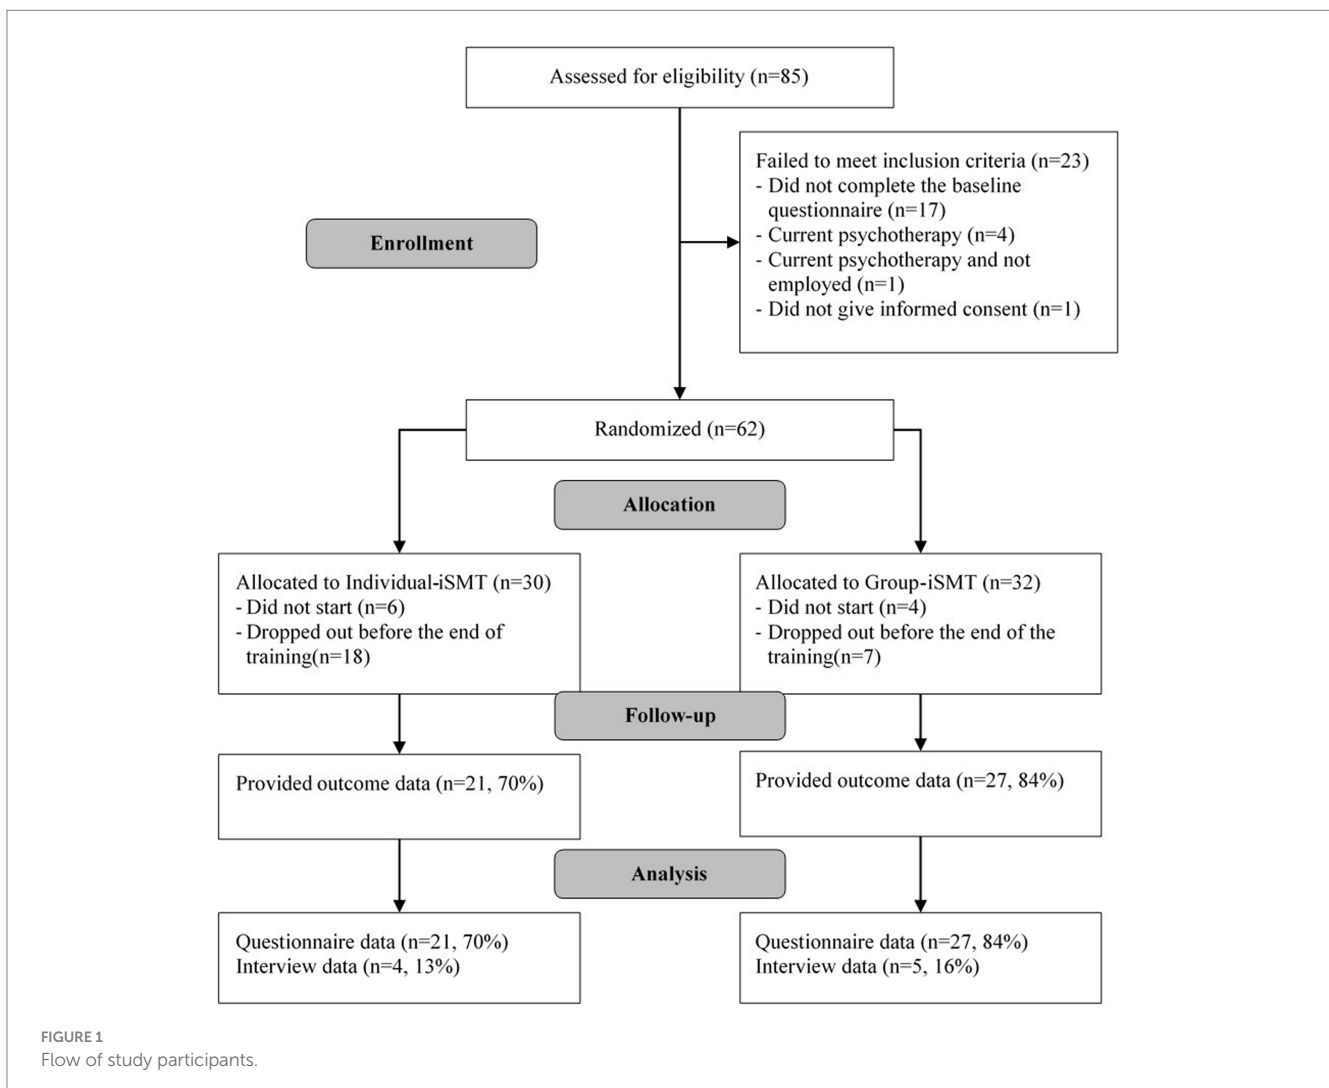 Assessed for eligibility (n=85)
Failed to meet inclusion criteria (n=23)
- Did not complete the baseline
questionnaire (n=17)
- Current psychotherapy (n=4)
- Current psychotherapy and not
employed (n=1)
- Did not give informed consent (n=1)
Enrollment
Randomized (n=62)
Allocation
Allocated to Individual-iSMT (n=30)
- Did not start (n=6)
- Dropped out before the end of
training(n=18)
Allocated to Group-iSMT (n=32)
- Did not start (n=4)
- Dropped out before the end of the
training(n=7)
Follow-up
Provided outcome data (n=21, 70%)
Provided outcome data (n=27, 84%)
Analysis
Questionnaire data (n=21, 70%)
Interview data (n=4, 13%)
Questionnaire data (n=27, 84%)
Interview data (n=5, 16%)
FIGURE 1
Flow of study participants.